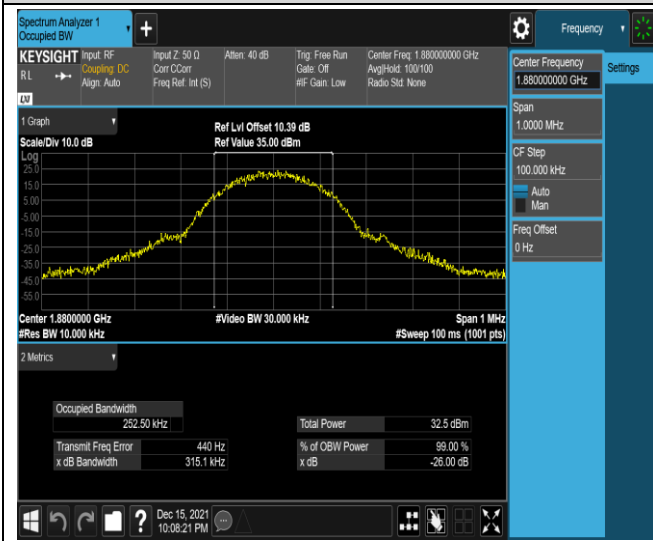 Spectrum Analyzer 1
Occupied BW
+
Frequency
KEYSIGHT Input: RF
Coupling: DC
Align: Auto
Input Z: 50 Ω
Corr CCorr
Freq Ref: Int (S)
Atten: 40 dB
Trig: Free Run
Gate: Off
#IF Gain: Low
Center Freq: 1.880000000 GHz
Avg|Hold: 100/100
Radio Std: None
RL
LXI
Center Frequency
1.880000000 GHz
Settings
Span
1.0000 MHz
CF Step
100.000 kHz
Auto
Man
Freq Offset
0 Hz
1 Graph
Scale/Div 10.0 dB
Ref Lvl Offset 10.39 dB
Ref Value 35.00 dBm
Log
25.0
15.0
5.00
-5.00
-15.0
-25.0
-35.0
-45.0
-55.0
Center 1.8800000 GHz
#Video BW 30.000 kHz
Span 1 MHz
#Res BW 10.000 kHz
#Sweep 100 ms (1001 pts)
2 Metrics
Occupied Bandwidth
252.50 kHz
Total Power 32.5 dBm
Transmit Freq Error 440 Hz
% of OBW Power 99.00 %
x dB Bandwidth 315.1 kHz
x dB -26.00 dB
?
Dec 15, 2021
10:08:21 PM